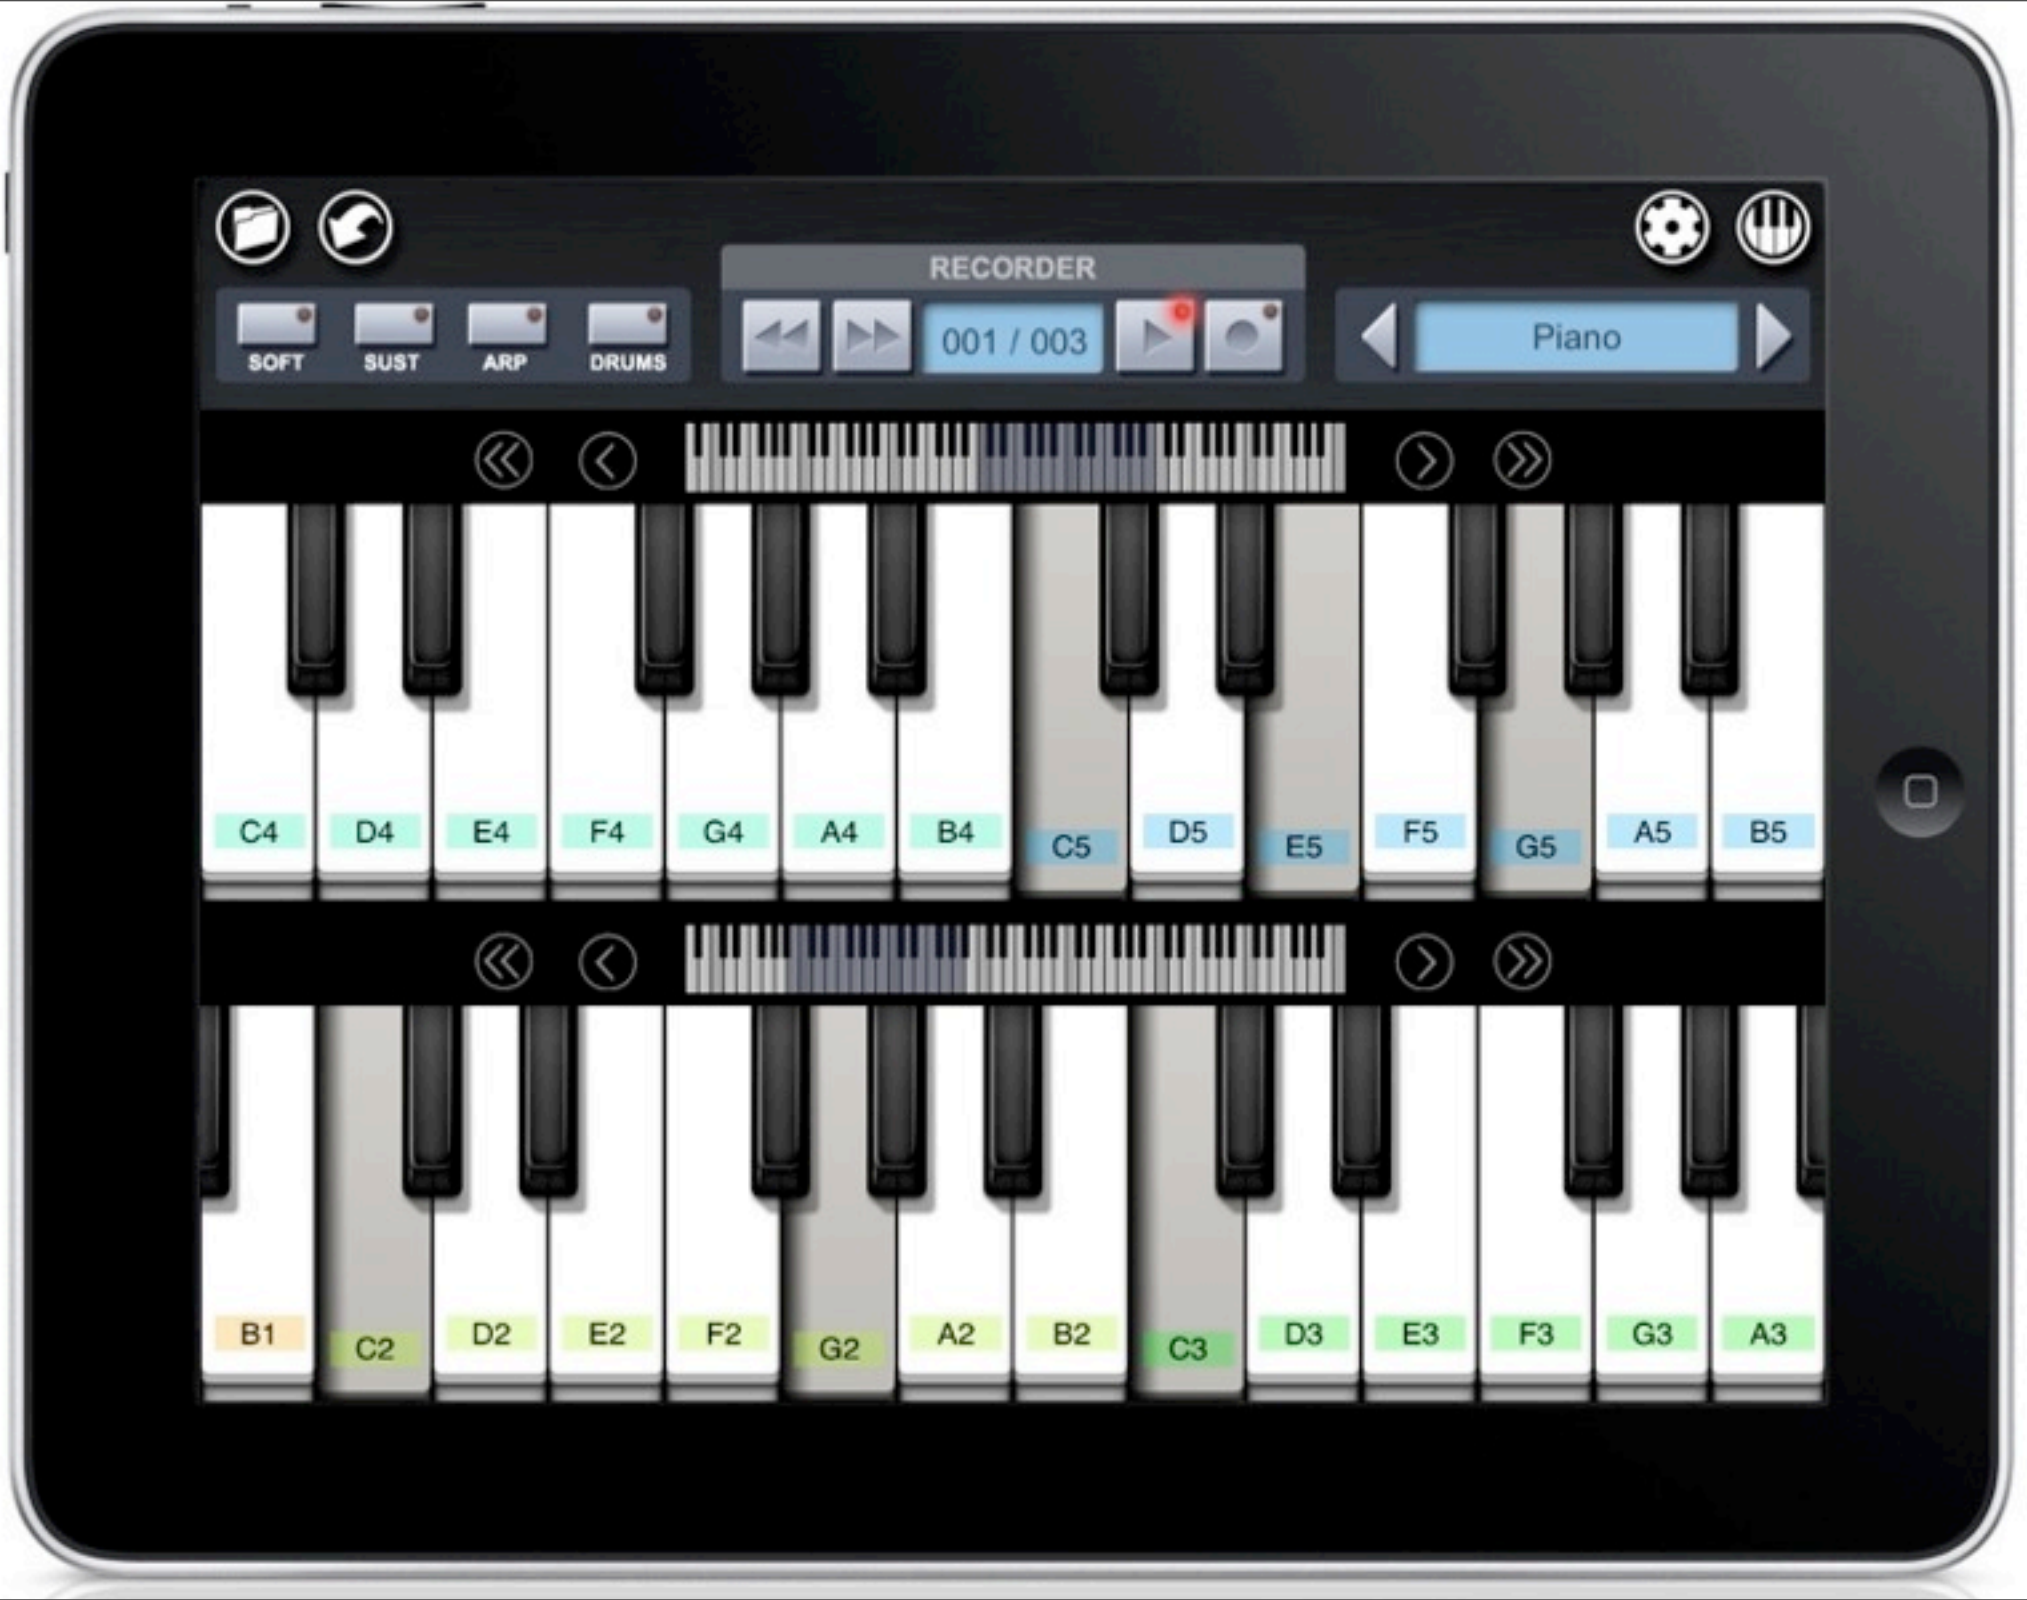 RECORDER
SOFT SUST ARP DRUMS 001 / 003 Piano
C4 D4 E4 F4 G4 A4 B4 C5 D5 E5 F5 G5 A5 B5
B1 C2 D2 E2 F2 G2 A2 B2 C3 D3 E3 F3 G3 A3